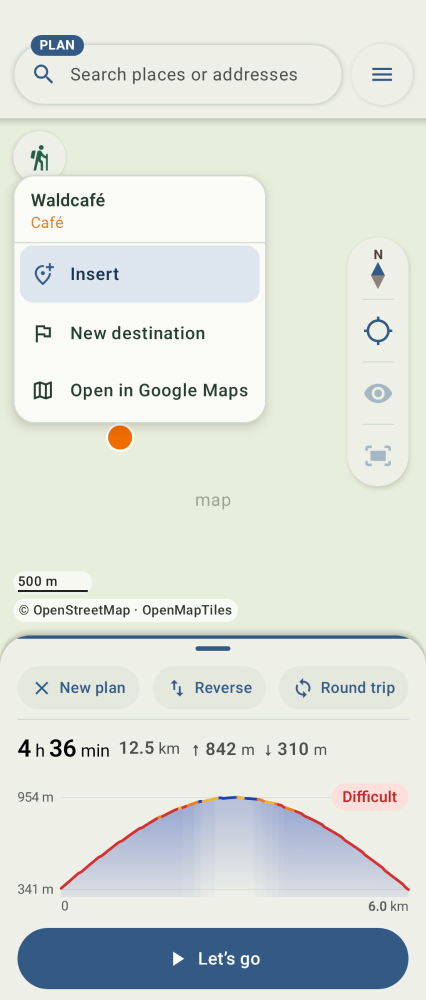 PLAN
Search places or addresses
Waldcafé
Café
Insert
New destination
Open in Google Maps
N
map
500 m
© OpenStreetMap · OpenMapTiles
New plan
Reverse
Round trip
4 h 36 min 12.5 km ↑ 842 m ↓ 310 m
954 m
Difficult
341 m
0
6.0 km
Let's go